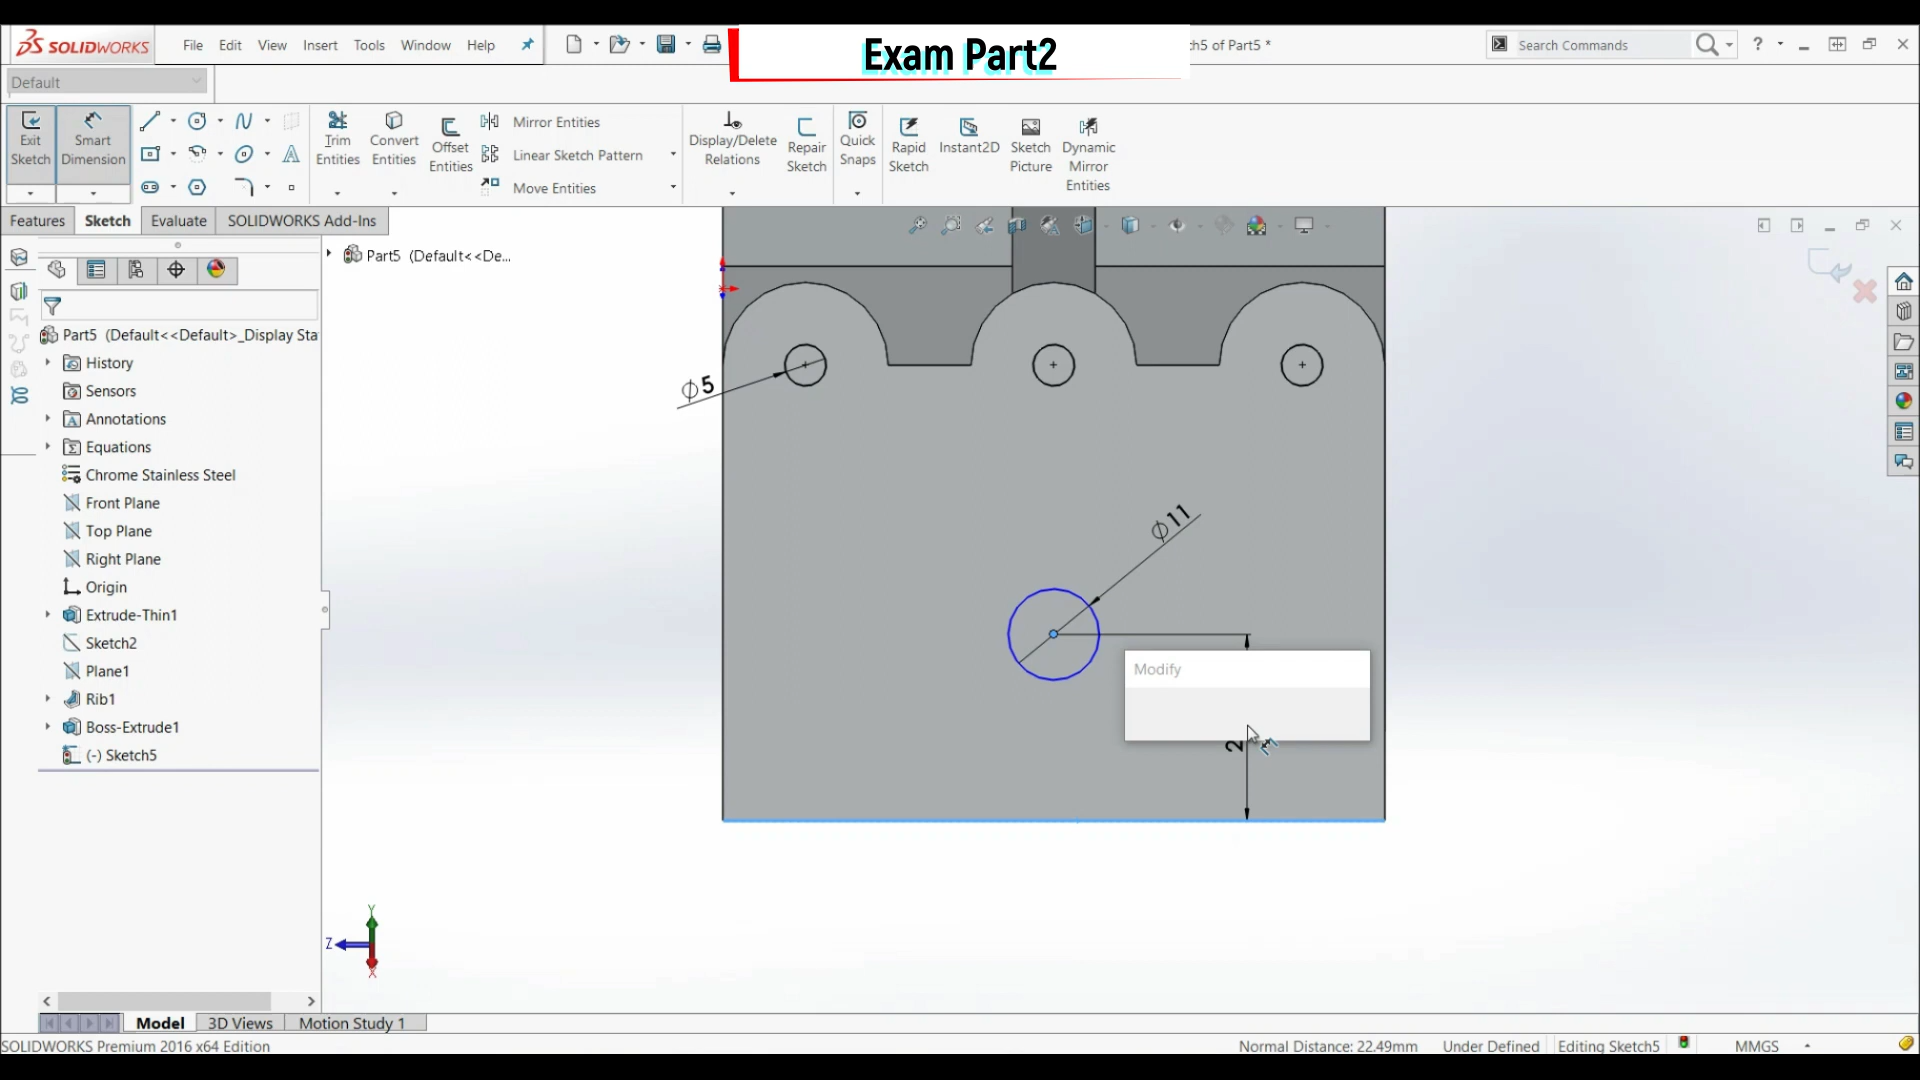 SOLIDWORKS
File Edit View Insert Tools Window Help
Exam Part2
h5 of Part5 *
Search Commands
?
Default
Exit Sketch
Smart Dimension
Trim Entities
Convert Entities
Offset Entities
Mirror Entities
Linear Sketch Pattern
Move Entities
Display/Delete Relations
Repair Sketch
Quick Snaps
Rapid Sketch
Instant2D
Sketch Picture
Dynamic Mirror Entities
Features Sketch Evaluate SOLIDWORKS Add-Ins
Part5 (Default<<De...
Part5 (Default<<Default>_Display Sta
History
Sensors
Annotations
Equations
Chrome Stainless Steel
Front Plane
Top Plane
Right Plane
Origin
Extrude-Thin1
Sketch2
Plane1
Rib1
Boss-Extrude1
(-) Sketch5
∅5
∅11
Modify
2
Y
Z
X
Model 3D Views Motion Study 1
SOLIDWORKS Premium 2016 x64 Edition
Normal Distance: 22.49mm Under Defined Editing Sketch5 MMGS